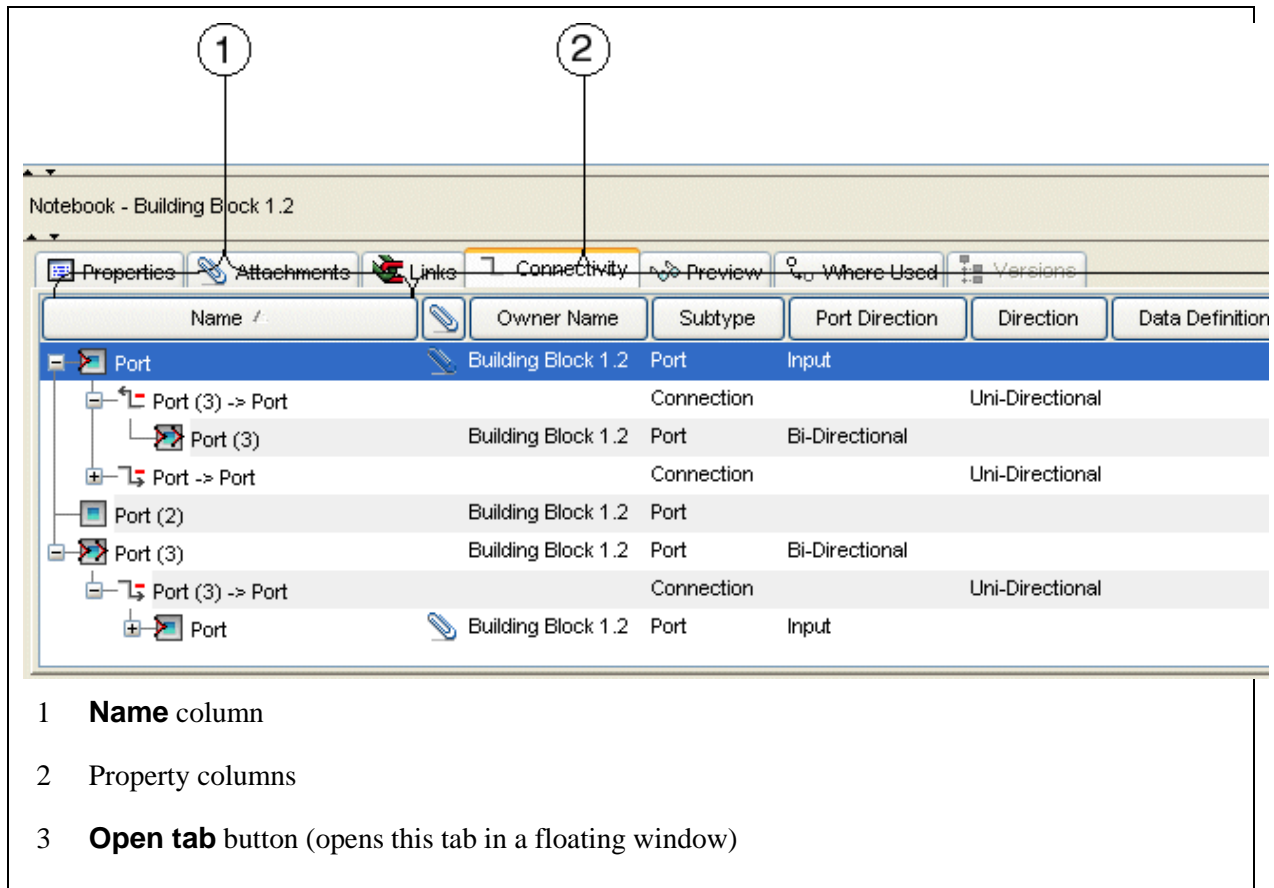 1 2
Notebook - Building Block 1.2
Properties Attachments Links Connectivity Preview Where Used Versions
Name Owner Name Subtype Port Direction Direction Data Definition
Port Building Block 1.2 Port Input
Port (3) -> Port Connection Uni-Directional
Port (3) Building Block 1.2 Port Bi-Directional
Port -> Port Connection Uni-Directional
Port (2) Building Block 1.2 Port
Port (3) Building Block 1.2 Port Bi-Directional
Port (3) -> Port Connection Uni-Directional
Port Building Block 1.2 Port Input
1 Name column
2 Property columns
3 Open tab button (opens this tab in a floating window)